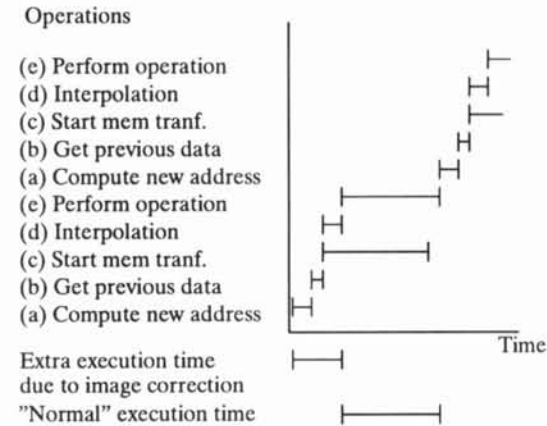 Operations
(e) Perform operation
(d) Interpolation
(c) Start mem tranf.
(b) Get previous data
(a) Compute new address
(e) Perform operation
(d) Interpolation
(c) Start mem tranf.
(b) Get previous data
(a) Compute new address
Time
Extra execution time
due to image correction
"Normal" execution time